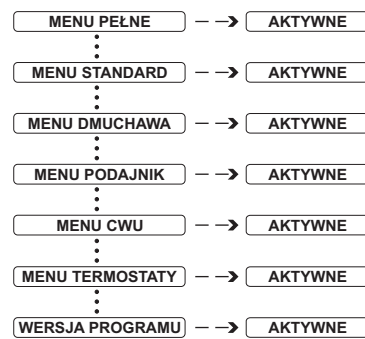 MENU PEŁNE AKTYWNE
MENU STANDARD AKTYWNE
MENU DMUCHAWA AKTYWNE
MENU PODAJNIK AKTYWNE
MENU CWU AKTYWNE
MENU TERMOSTATY AKTYWNE
WERSJA PROGRAMU AKTYWNE